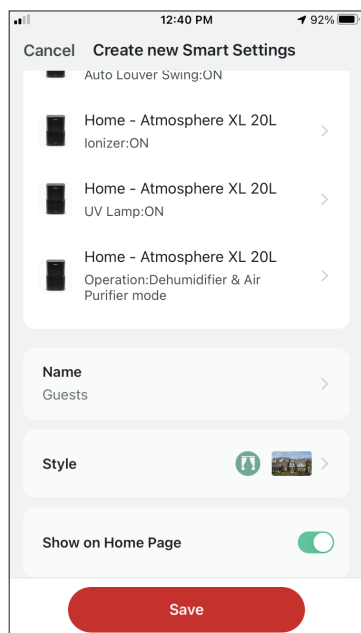 12:40 PM
92%
Cancel
Create new Smart Settings
Auto Louver Swing:ON
Home - Atmosphere XL 20L
Ionizer:ON
Home - Atmosphere XL 20L
UV Lamp:ON
Home - Atmosphere XL 20L
Operation:Dehumidifier & Air
Purifier mode
Name
Guests
Style
Show on Home Page
Save